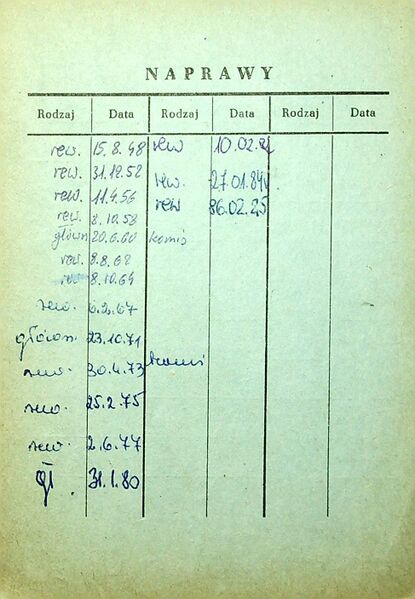 NAPRAWY
Rodzaj Data Rodzaj Data Rodzaj Data
rew. 15.8.48 rew 10.02.
rew. 31.12.52
rew. 27.01.84
rew. 11.4.56
rew 86.02.25
rew. 8.10.58
główn 20.6.60 komis
rew. 8.8.62
rew 8.10.64
rew. 6.2.67
główn. 23.10.71
rew. 30.4.73 komis
rew. 25.2.75
rew. 2.6.77
gł 31.1.80